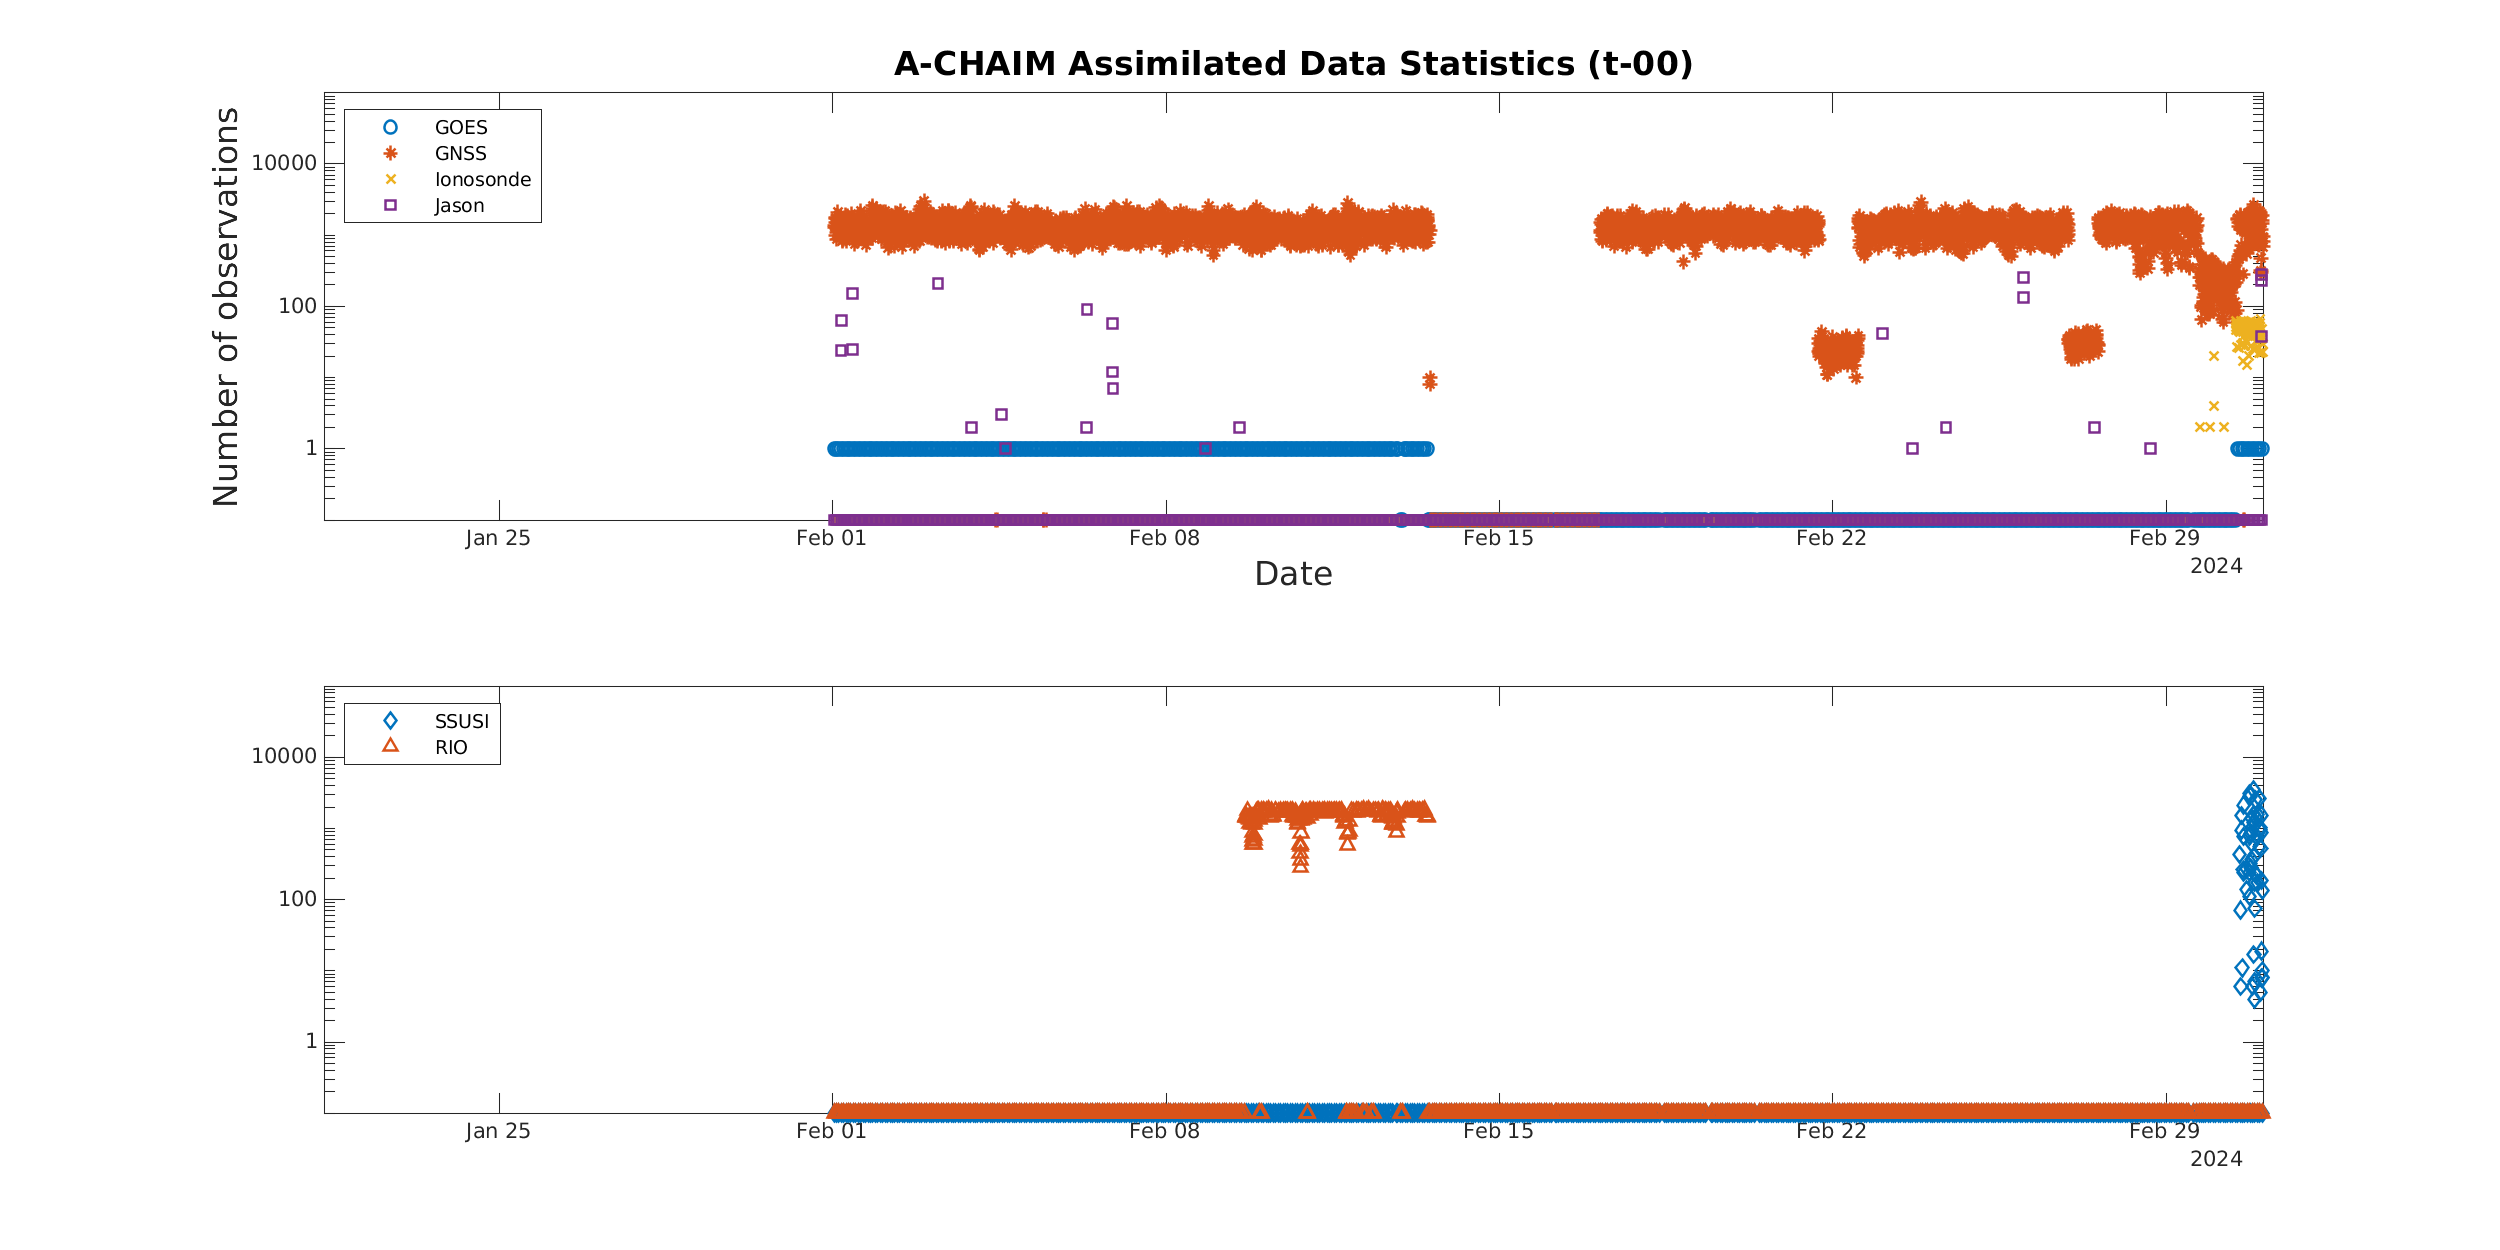 A-CHAIM Assimilated Data Statistics (t-00)
GOES
GNSS
Ionosonde
Jason
Number of observations
10000
100
1
Jan 25
Feb 01
Feb 08
Feb 15
Feb 22
Feb 29
2024
Date
SSUSI
RIO
10000
100
1
Jan 25
Feb 01
Feb 08
Feb 15
Feb 22
Feb 29
2024